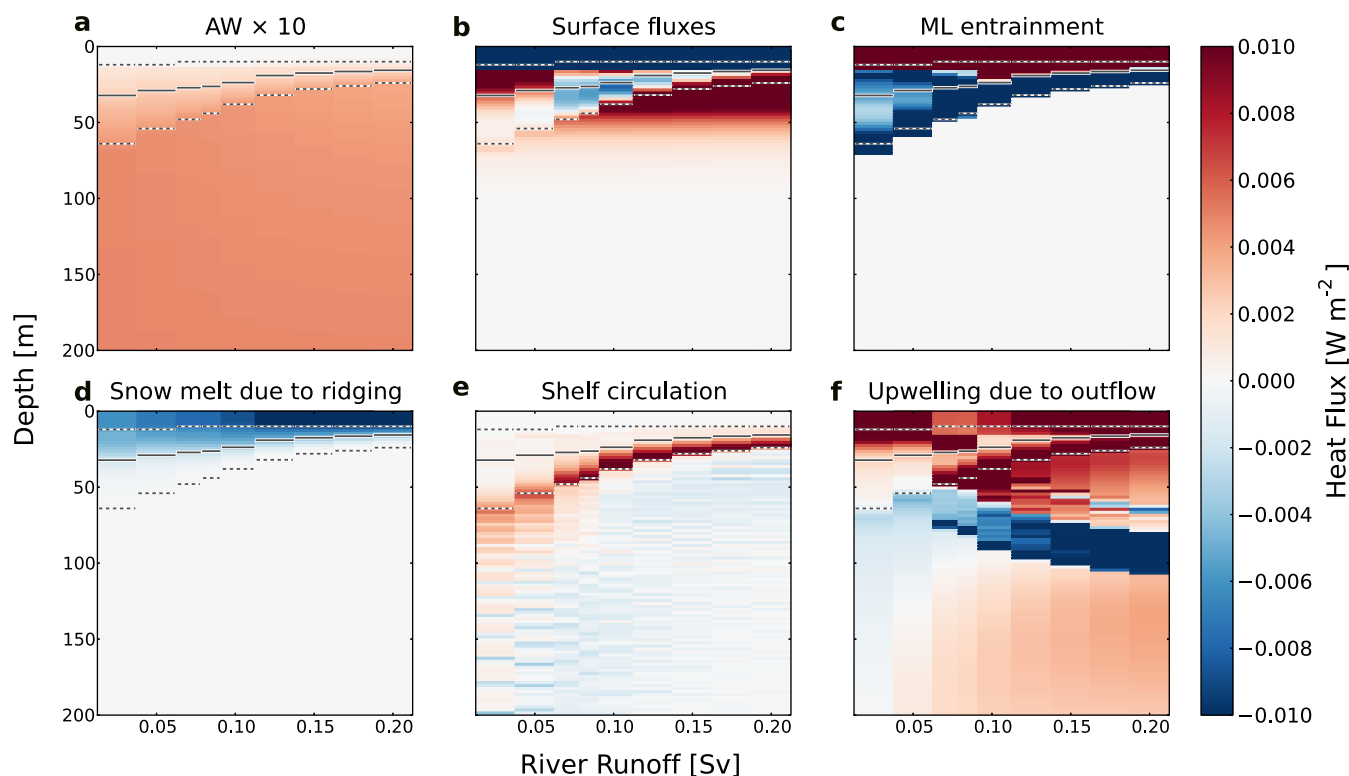 a AW × 10
b Surface fluxes
c ML entrainment
0
50
100
150
200
d Snow melt due to ridging
e Shelf circulation
f Upwelling due to outflow
0
50
100
150
200
0.05 0.10 0.15 0.20
0.05 0.10 0.15 0.20
0.05 0.10 0.15 0.20
Depth [m]
River Runoff [Sv]
0.010
0.008
0.006
0.004
0.002
0.000
−0.002
−0.004
−0.006
−0.008
−0.010
Heat Flux [W m⁻²]